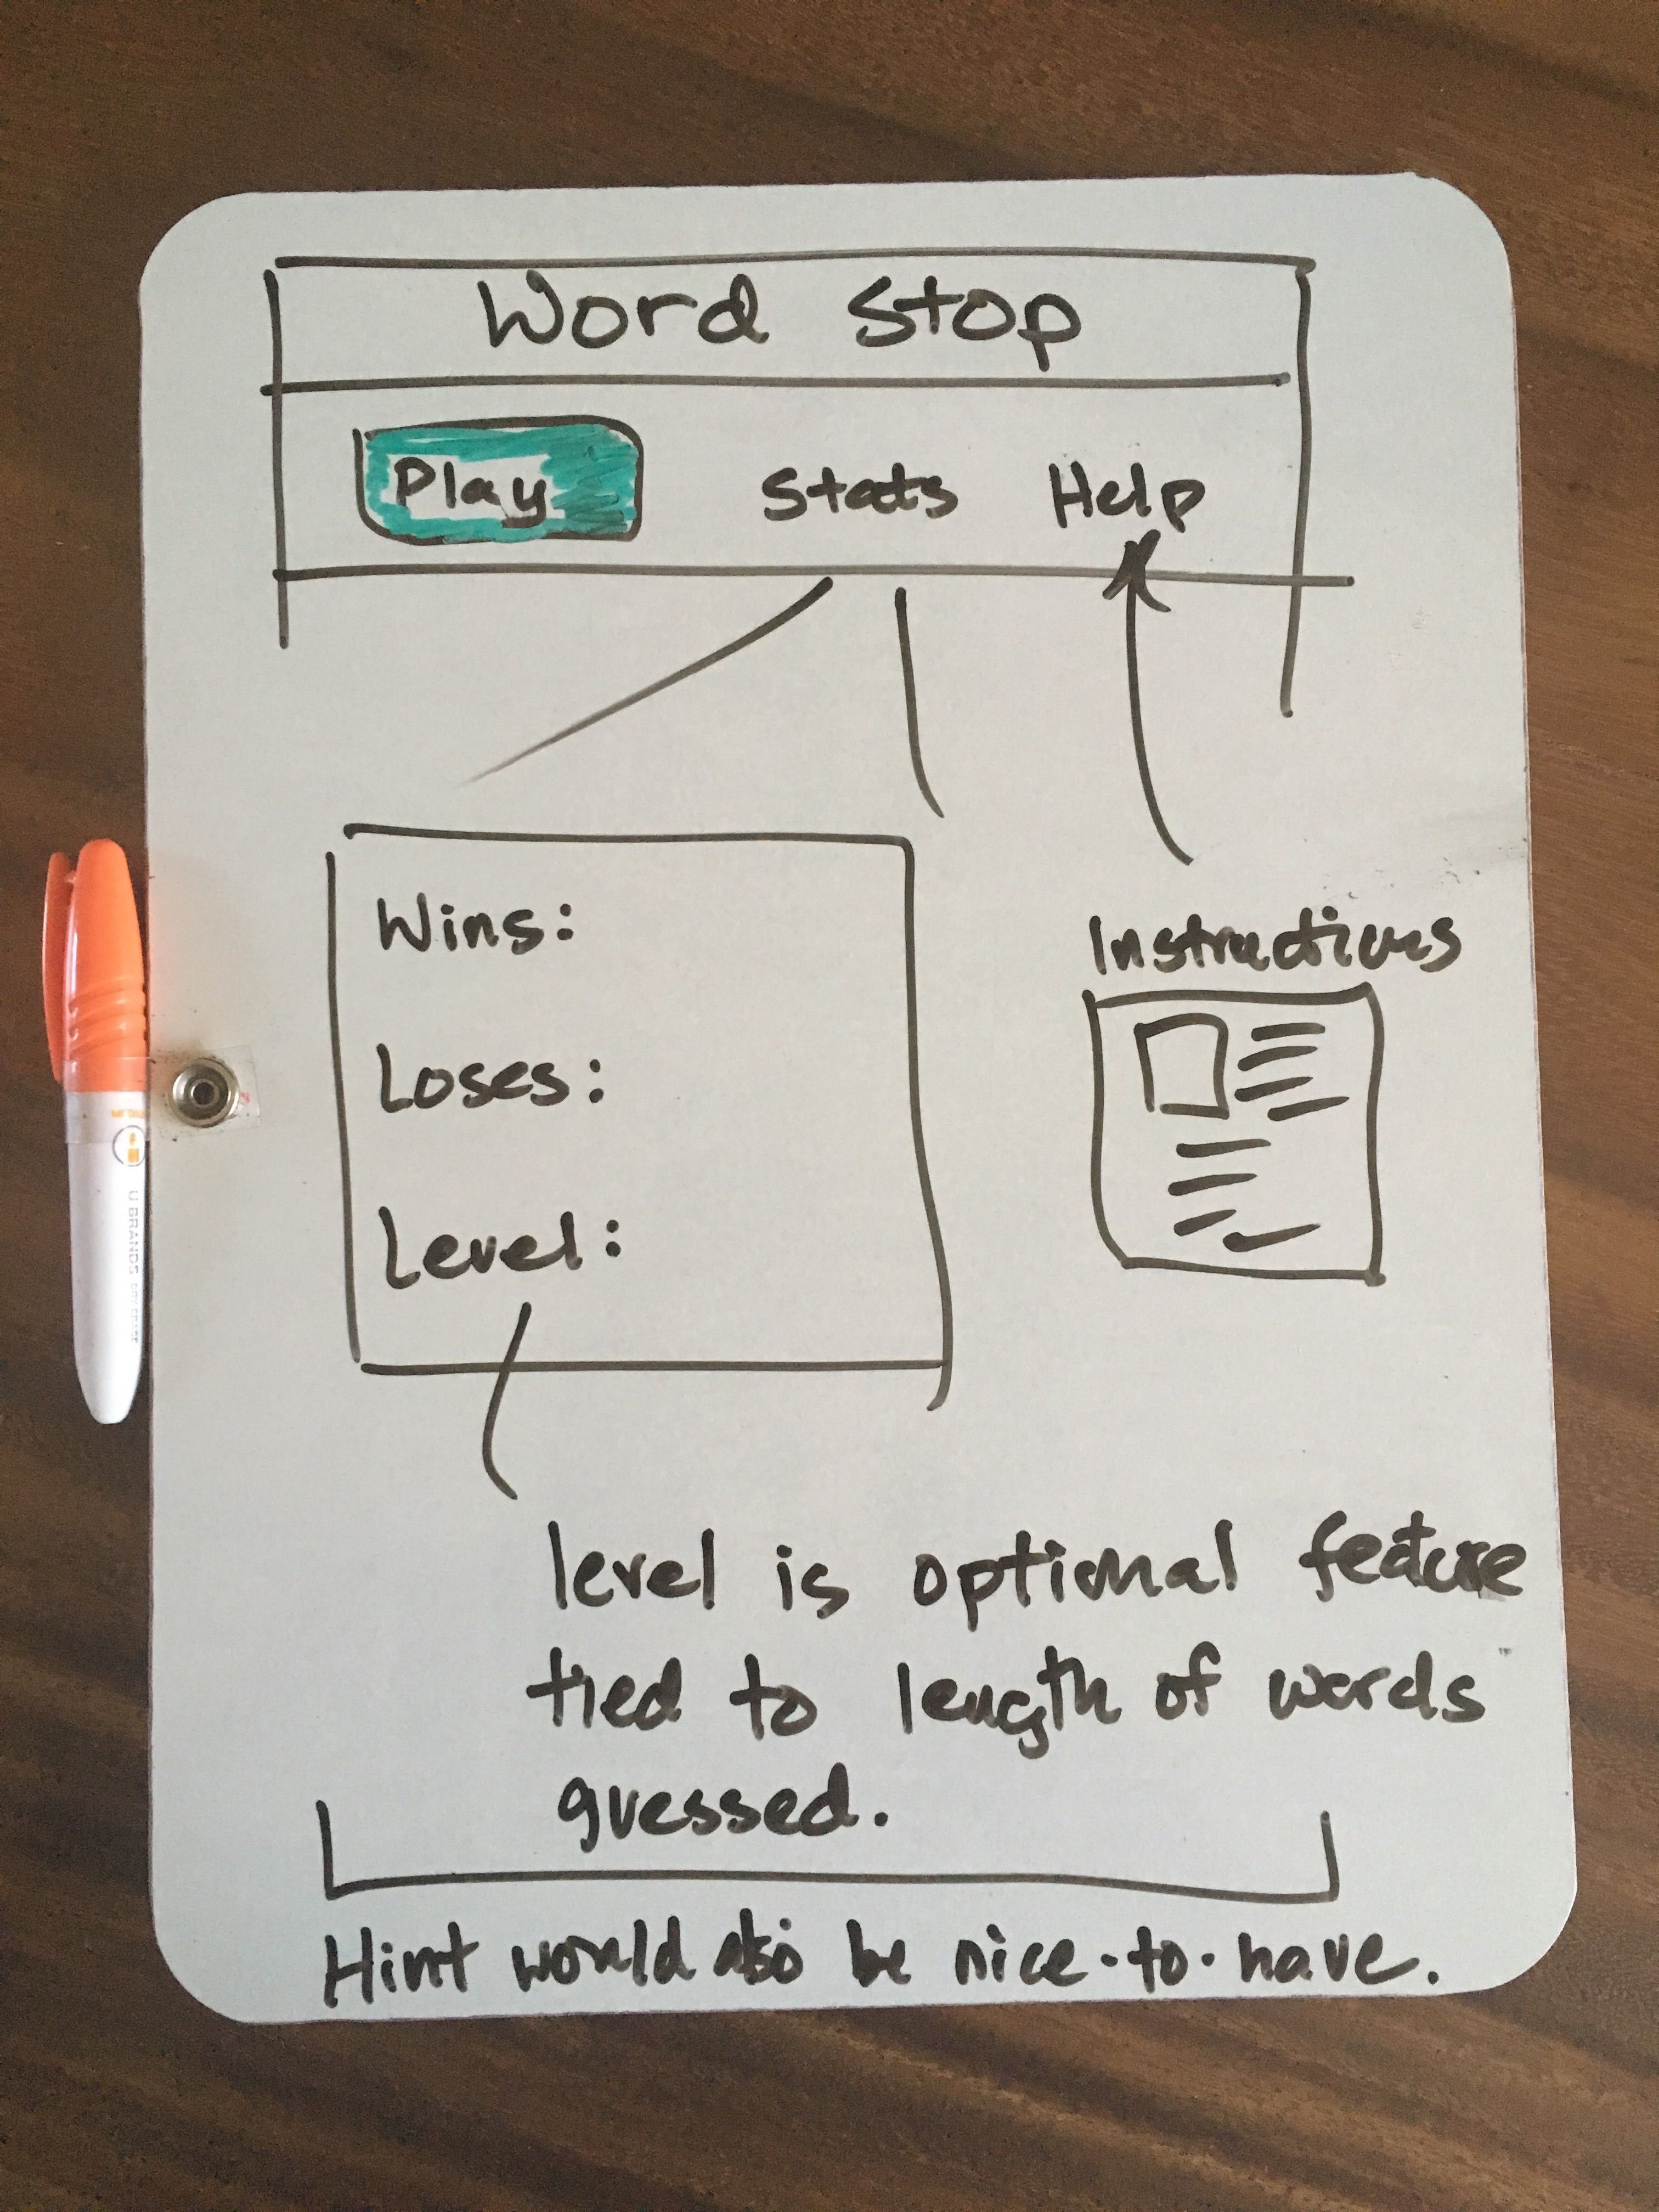 Word Stop
Play Stats Help
Wins:
Loses:
Level:
Instructions
level is optional feature
tied to length of words
guessed.
Hint would also be nice-to-have.
U BRANDS